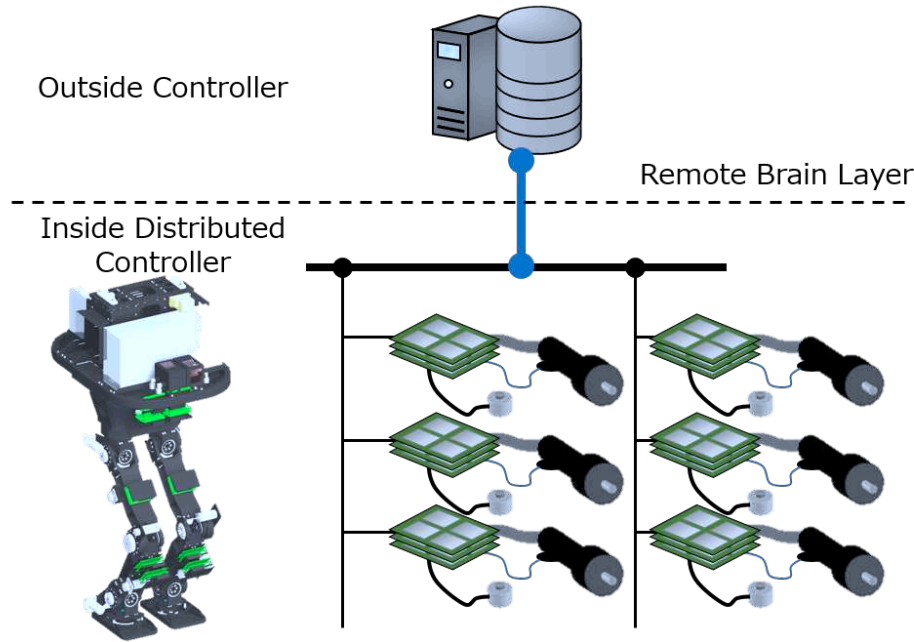 Outside Controller
Remote Brain Layer
Inside Distributed
Controller